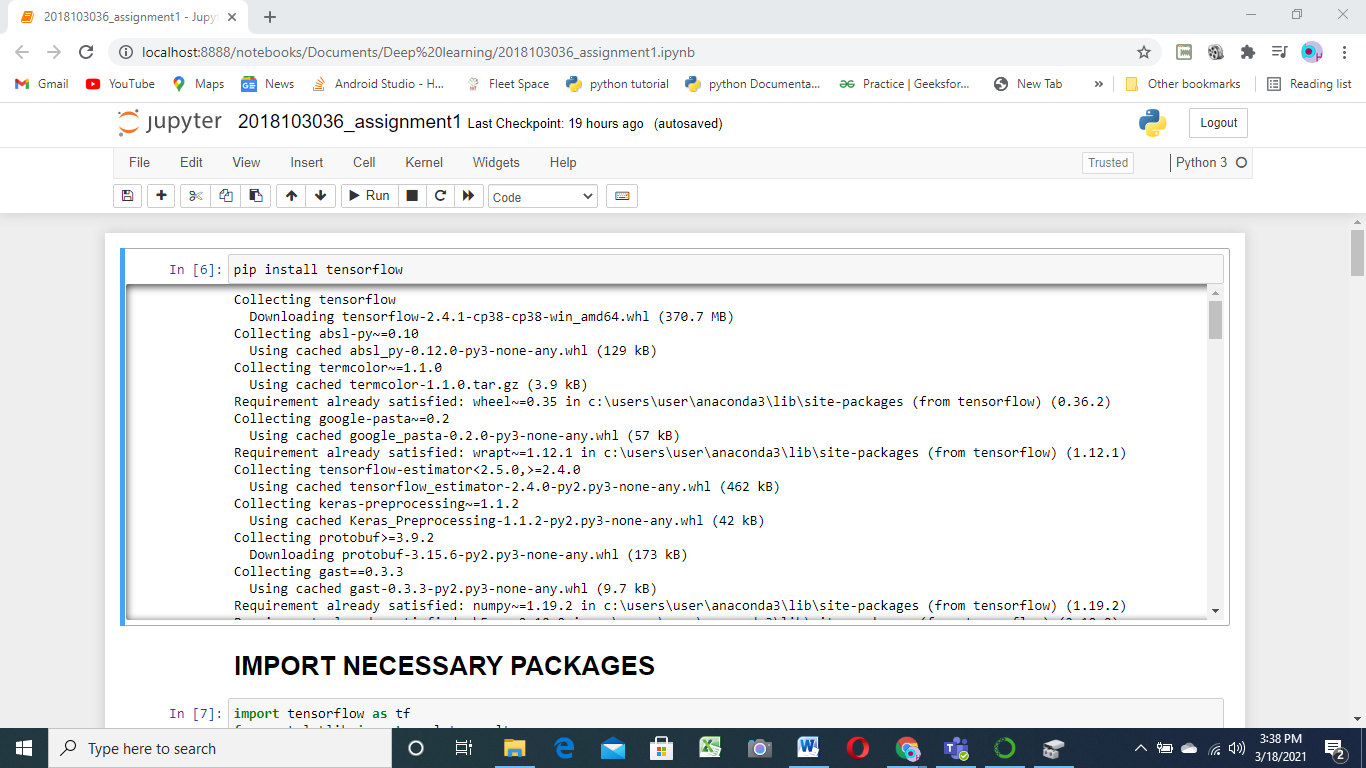 2018103036_assignment1 - Jupy
localhost:8888/notebooks/Documents/Deep%20learning/2018103036_assignment1.ipynb
Gmail YouTube Maps News Android Studio - H... Fleet Space python tutorial python Documenta... Practice | Geeksfor... New Tab » Other bookmarks Reading list
jupyter 2018103036_assignment1 Last Checkpoint: 19 hours ago (autosaved) Logout
File Edit View Insert Cell Kernel Widgets Help Trusted Python 3
Run Code
In [6]: pip install tensorflow
Collecting tensorflow
Downloading tensorflow-2.4.1-cp38-cp38-win_amd64.whl (370.7 MB)
Collecting absl-py~=0.10
Using cached absl_py-0.12.0-py3-none-any.whl (129 kB)
Collecting termcolor~=1.1.0
Using cached termcolor-1.1.0.tar.gz (3.9 kB)
Requirement already satisfied: wheel~=0.35 in c:\users\user\anaconda3\lib\site-packages (from tensorflow) (0.36.2)
Collecting google-pasta~=0.2
Using cached google_pasta-0.2.0-py3-none-any.whl (57 kB)
Requirement already satisfied: wrapt~=1.12.1 in c:\users\user\anaconda3\lib\site-packages (from tensorflow) (1.12.1)
Collecting tensorflow-estimator<2.5.0,>=2.4.0
Using cached tensorflow_estimator-2.4.0-py2.py3-none-any.whl (462 kB)
Collecting keras-preprocessing~=1.1.2
Using cached Keras_Preprocessing-1.1.2-py2.py3-none-any.whl (42 kB)
Collecting protobuf>=3.9.2
Downloading protobuf-3.15.6-py2.py3-none-any.whl (173 kB)
Collecting gast==0.3.3
Using cached gast-0.3.3-py2.py3-none-any.whl (9.7 kB)
Requirement already satisfied: numpy~=1.19.2 in c:\users\user\anaconda3\lib\site-packages (from tensorflow) (1.19.2)
IMPORT NECESSARY PACKAGES
In [7]: import tensorflow as tf
Type here to search
3:38 PM
3/18/2021
2